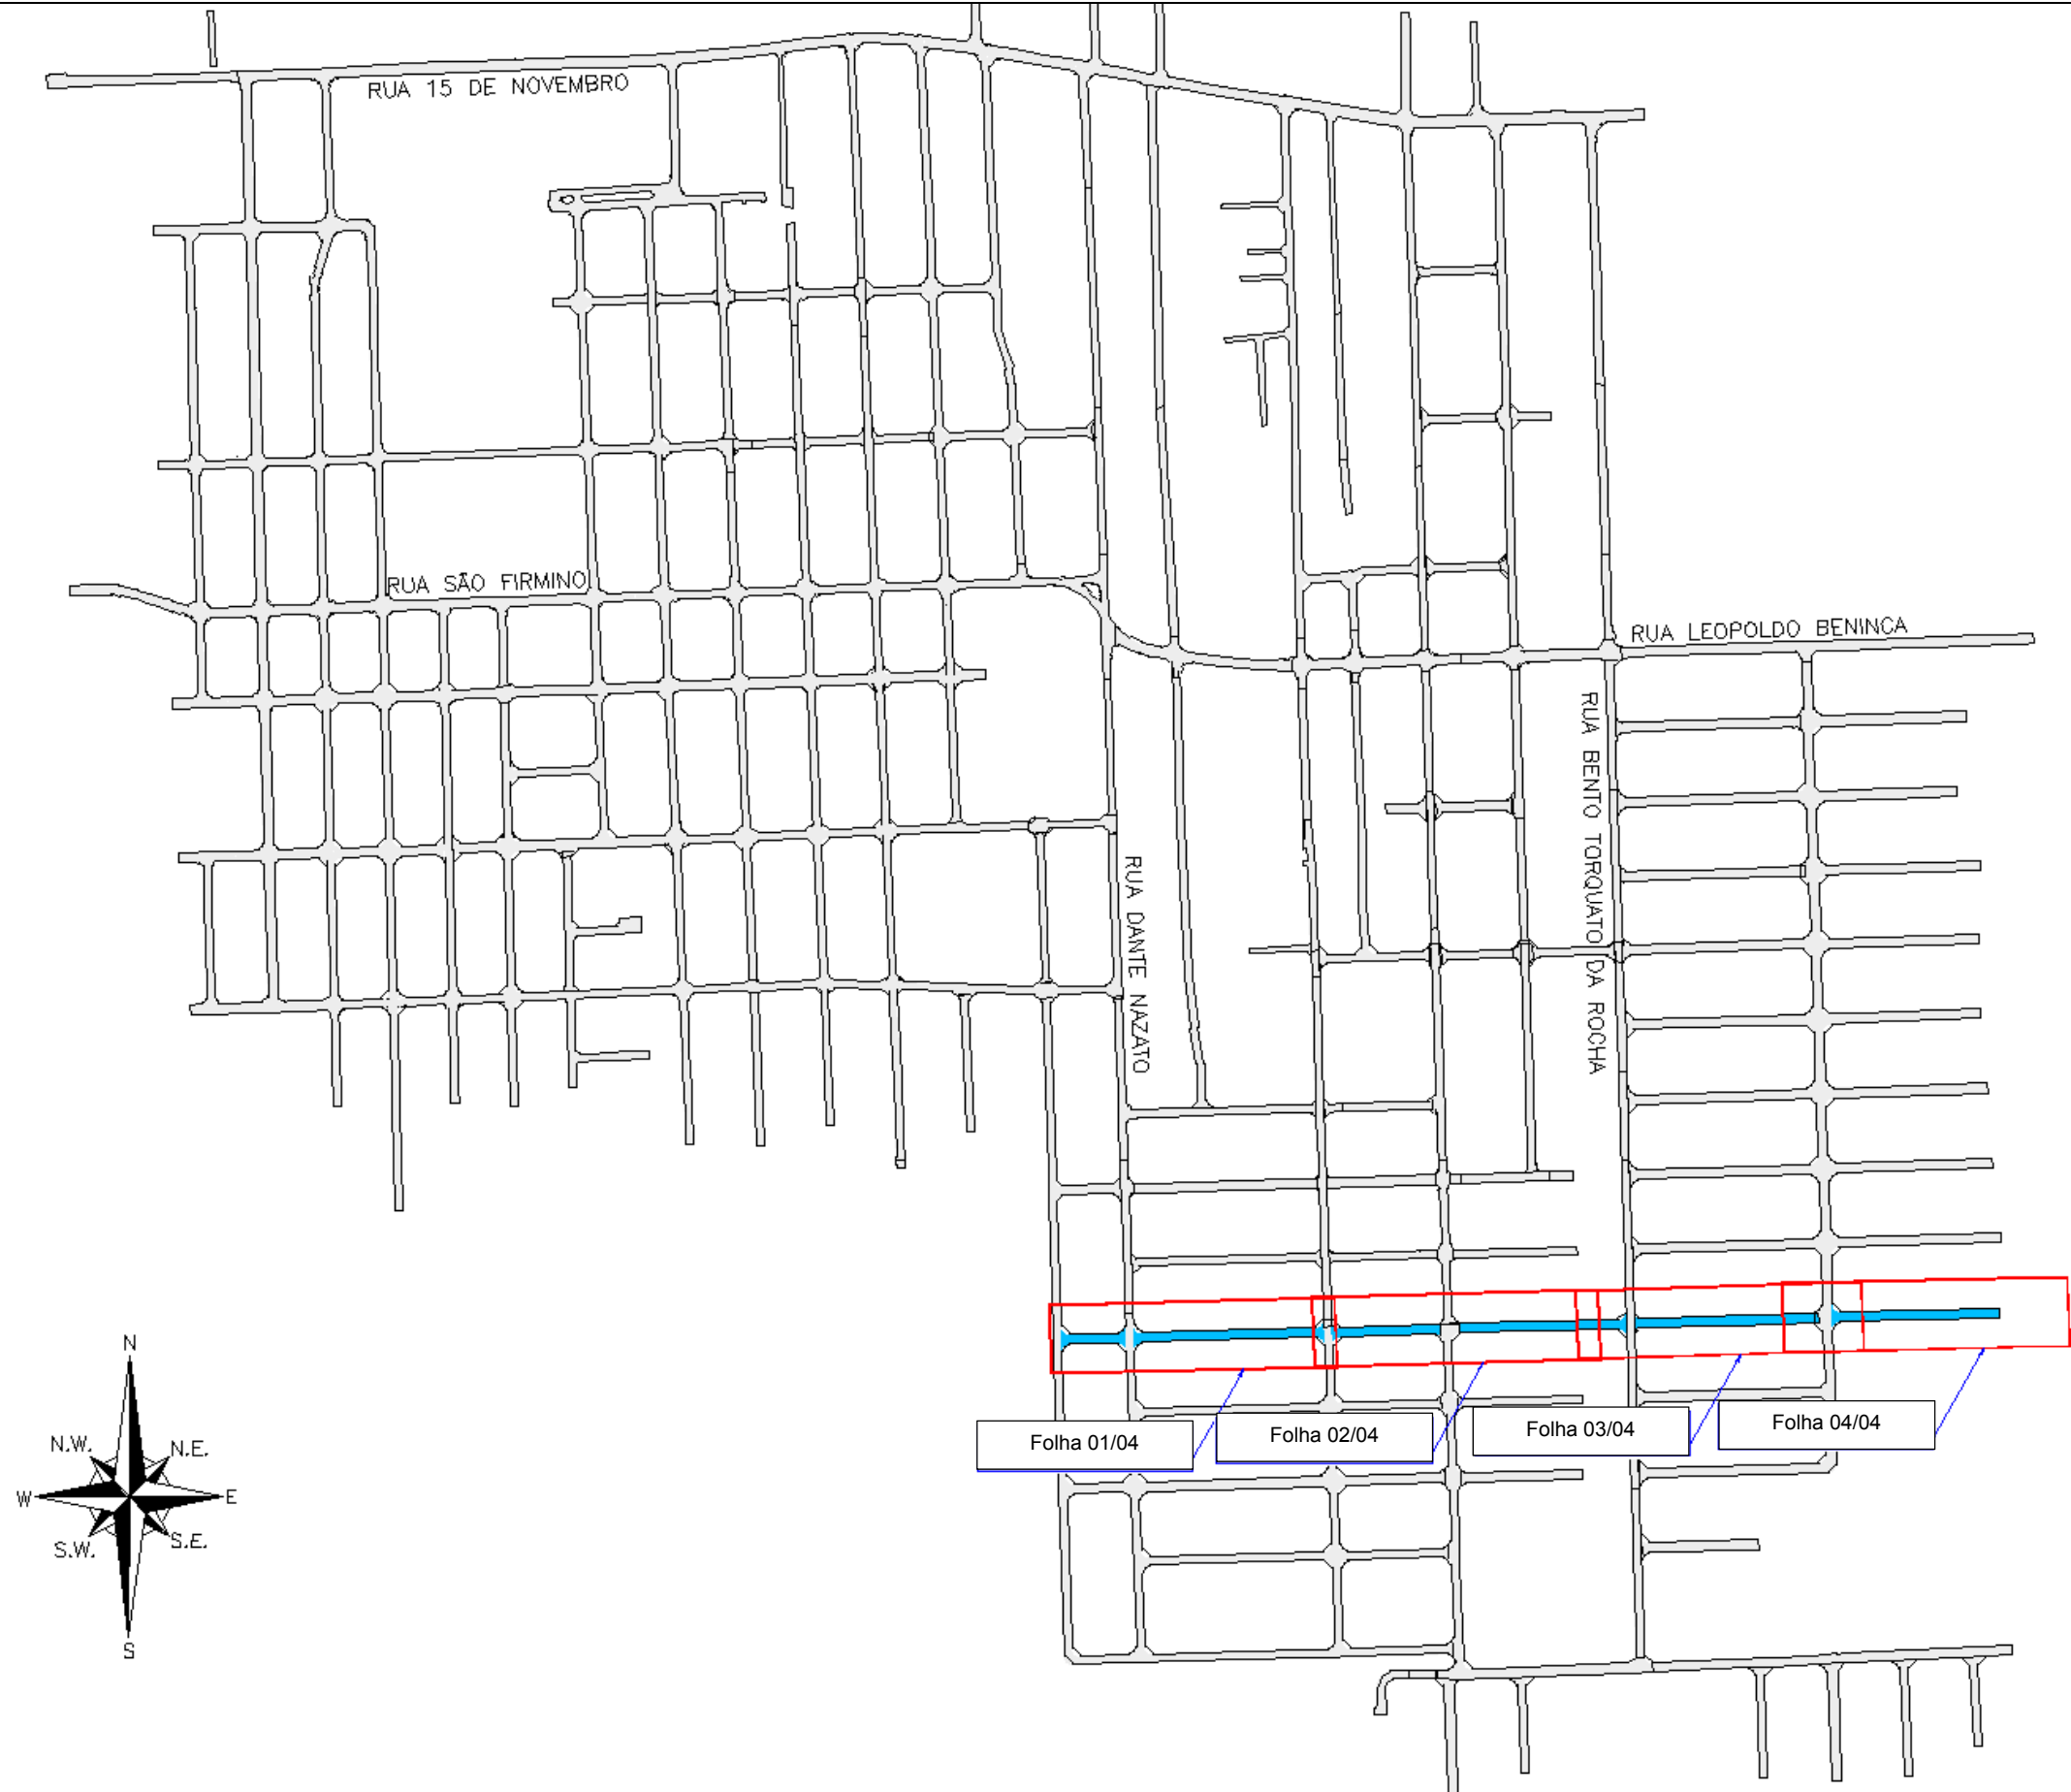 RUA 15 DE NOVEMBRO
RUA SÃO FIRMINO
RUA LEOPOLDO BENINCA
RUA BENTO TORQUATO DA ROCHA
RUA DANTE NAZATO
Folha 01/04
Folha 02/04
Folha 03/04
Folha 04/04
N
N.W.
N.E.
W
E
S.W.
S.E.
S